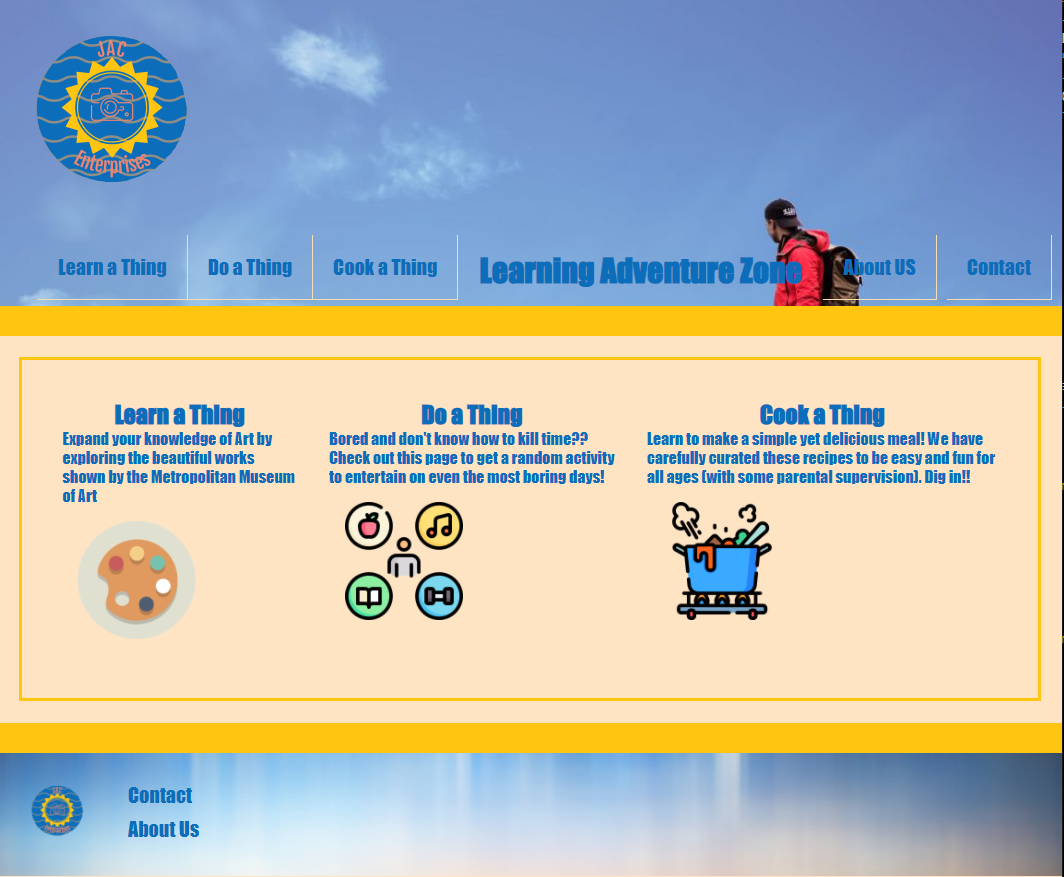 JAC
Enterprises
Learn a Thing
Do a Thing
Cook a Thing
Learning Adventure Zone
About US
Contact
Learn a Thing
Expand your knowledge of Art by
exploring the beautiful works
shown by the Metropolitan Museum
of Art
Do a Thing
Bored and don't know how to kill time??
Check out this page to get a random activity
to entertain on even the most boring days!
Cook a Thing
Learn to make a simple yet delicious meal! We have
carefully curated these recipes to be easy and fun for
all ages (with some parental supervision). Dig in!!
Contact
About Us